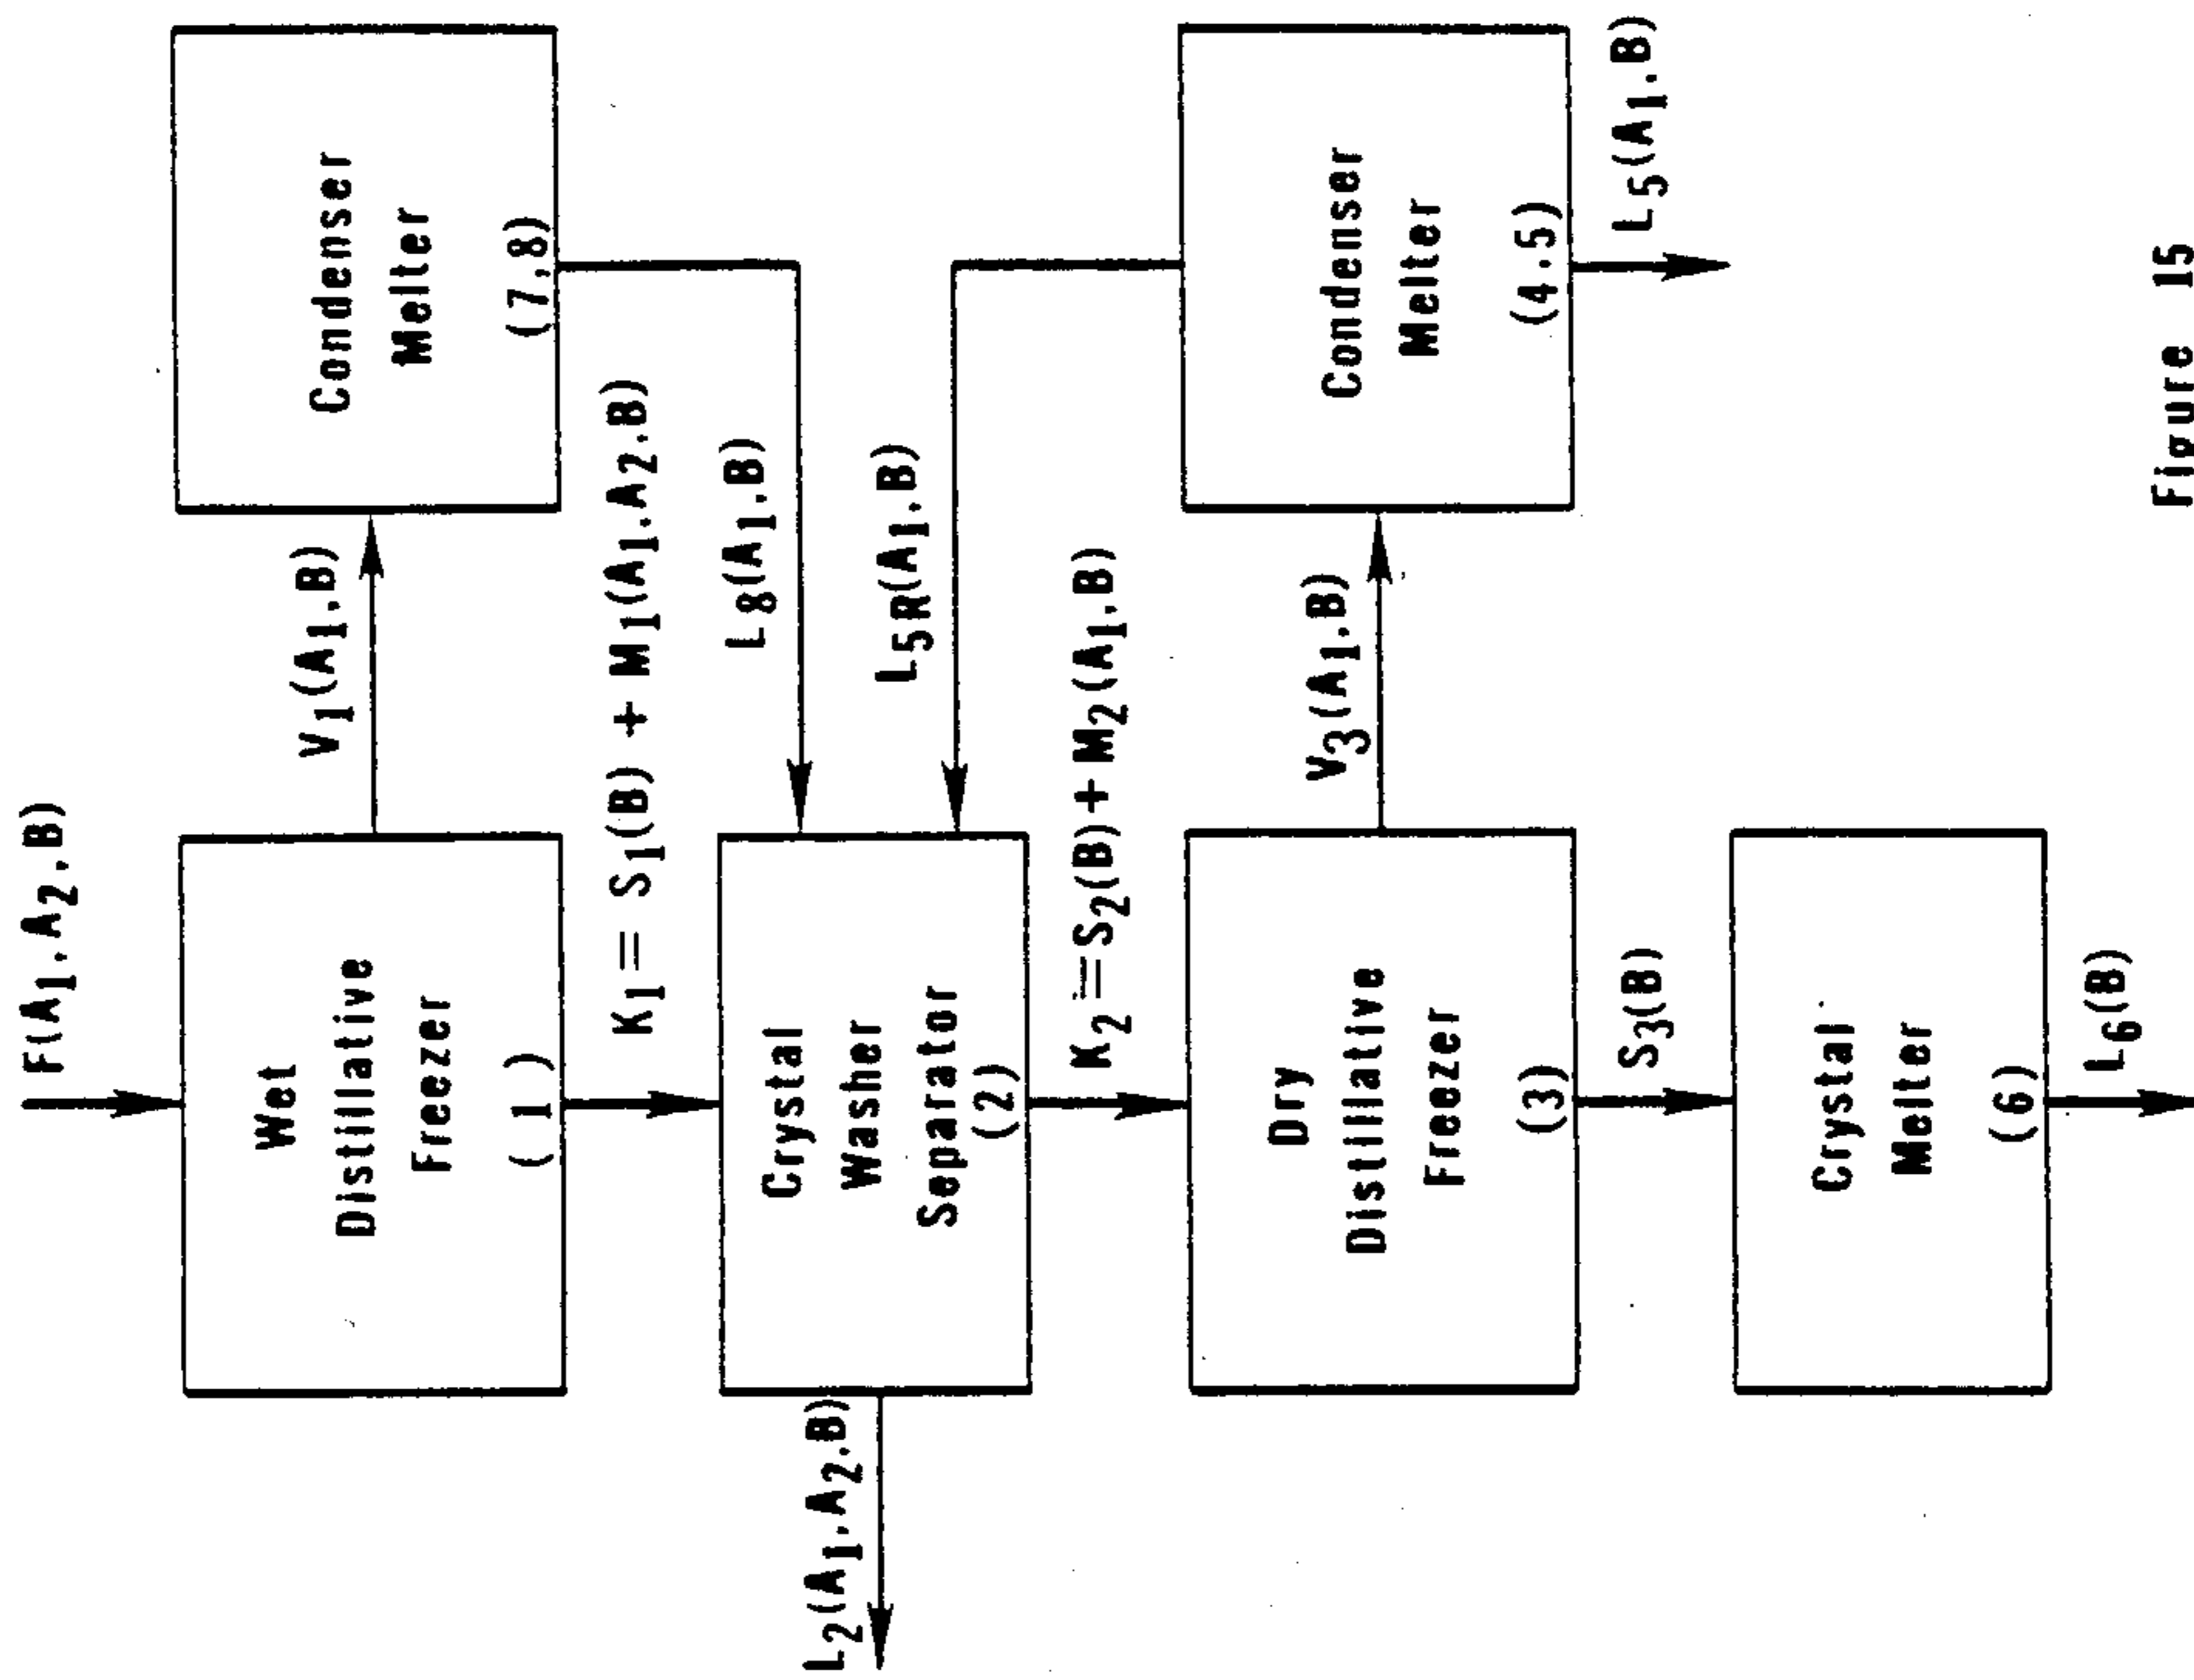 F(A₁.A₂.B)
Wet
Distillative
Freezer
(1)
V₁(A₁.B)
Condenser
Melter
(7,8)
K₁ = S₁(B) + M₁(A₁.A₂.B)
L₈(A₁.B)
L₅R(A₁.B)
Crystal
Washer
Separator
(2)
L₂(A₁.A₂.B)
K₂ = S₂(B) + M₂(A₁.B)
Dry
Distillative
Freezer
(3)
V₃(A₁.B)
Condenser
Melter
(4.5)
L₅(A₁.B)
S₃(B)
Crystal
Melter
(6)
L₆(B)
Figure 15